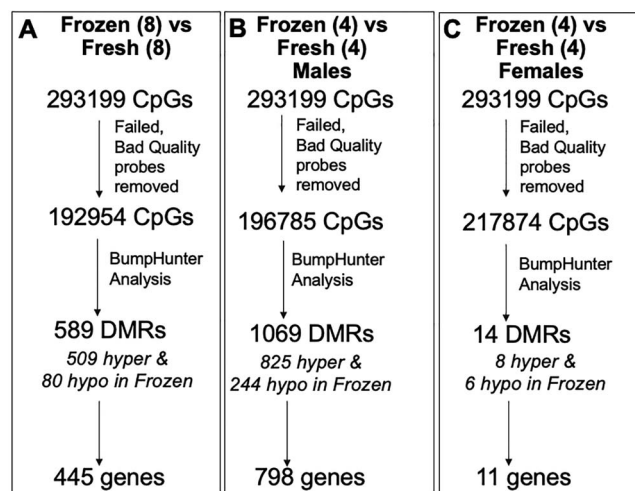 A Frozen (8) vs
Fresh (8)
293199 CpGs
Failed,
Bad Quality
probes
removed
192954 CpGs
BumpHunter
Analysis
589 DMRs
509 hyper &
80 hypo in Frozen
445 genes
B Frozen (4) vs
Fresh (4)
Males
293199 CpGs
Failed,
Bad Quality
probes
removed
196785 CpGs
BumpHunter
Analysis
1069 DMRs
825 hyper &
244 hypo in Frozen
798 genes
C Frozen (4) vs
Fresh (4)
Females
293199 CpGs
Failed,
Bad Quality
probes
removed
217874 CpGs
BumpHunter
Analysis
14 DMRs
8 hyper &
6 hypo in Frozen
11 genes